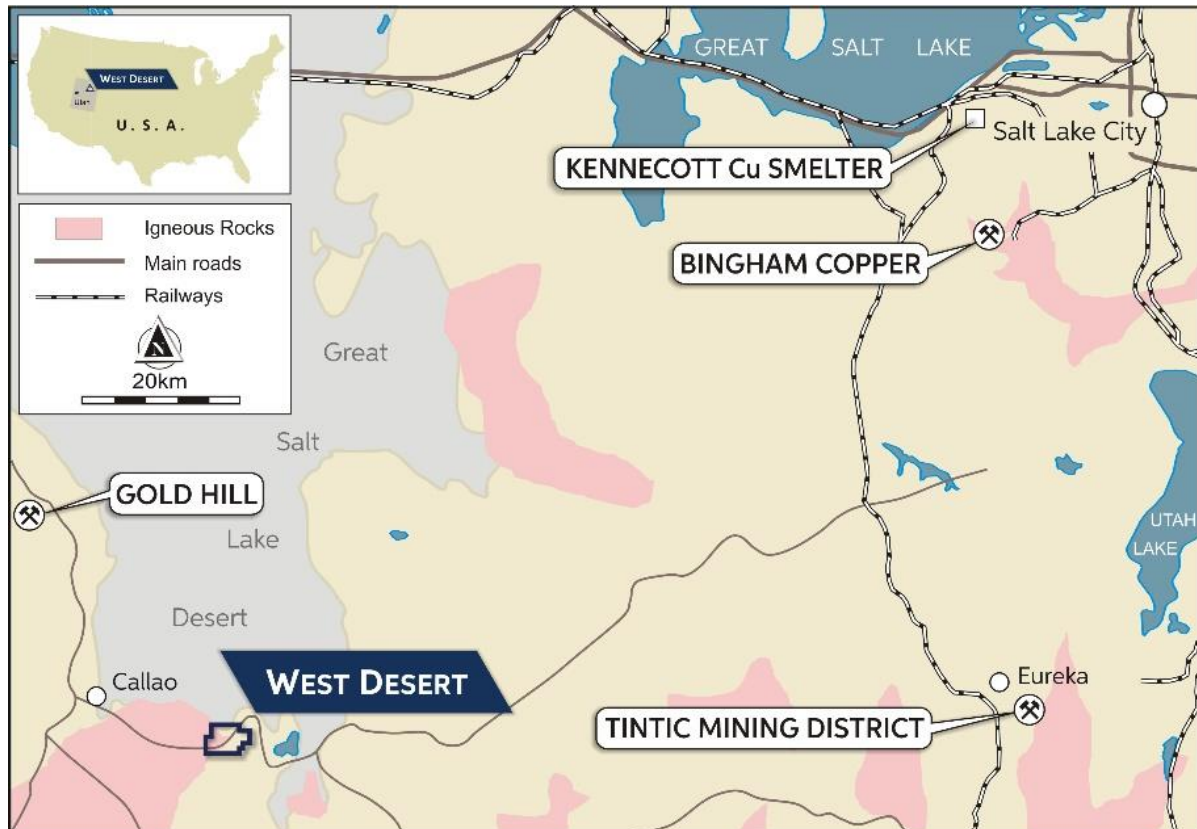 WEST DESERT
Utah
U. S. A.
Igneous Rocks
Main roads
Railways
N
20km
GREAT SALT LAKE
Salt Lake City
KENNECOTT Cu SMELTER
BINGHAM COPPER
Great
Salt
Lake
Desert
GOLD HILL
UTAH
LAKE
Callao
WEST DESERT
Eureka
TINTIC MINING DISTRICT